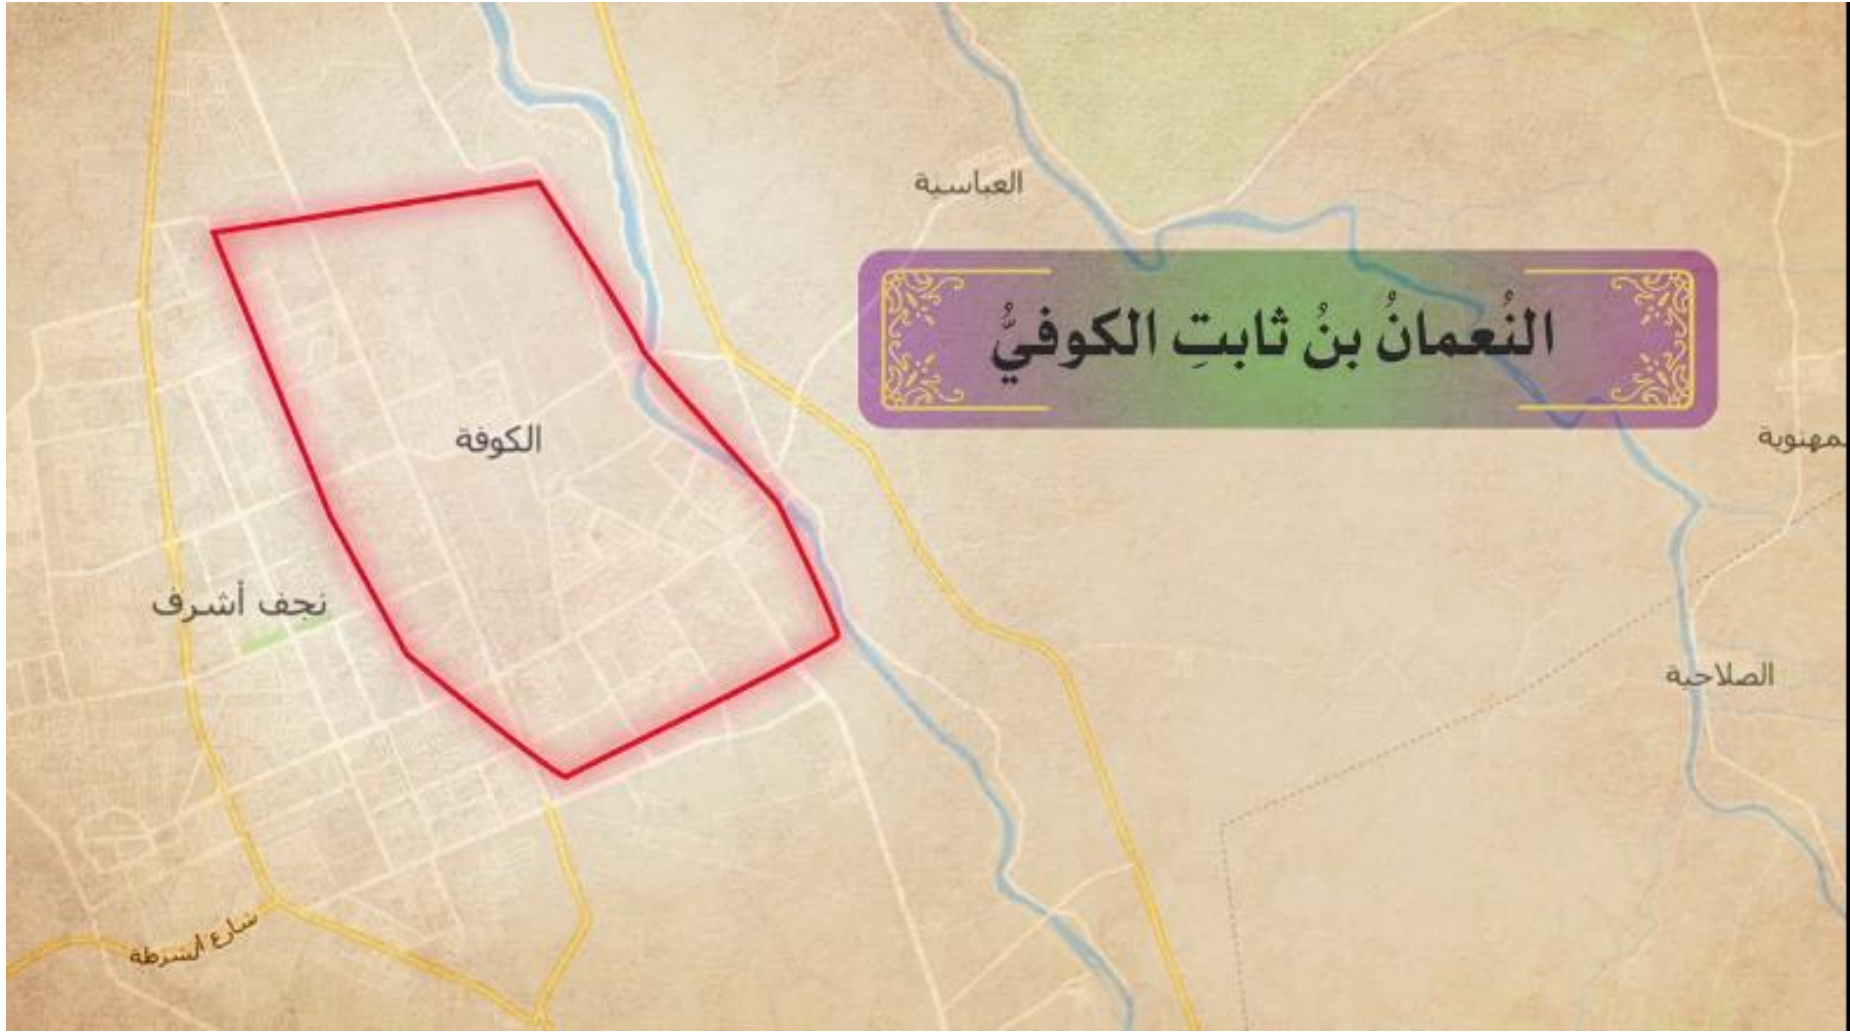 العباسية
النُعمانُ بنُ ثابتِ الكوفيُّ
الكوفة
نجف أشرف
الصلاحية
شارع الشرطة